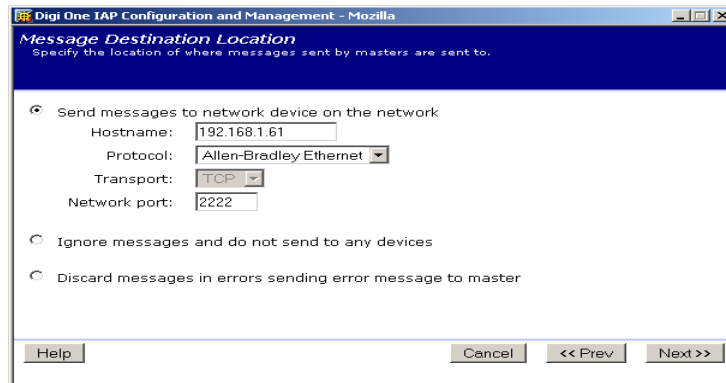 Digi One IAP Configuration and Management - Mozilla
Message Destination Location
Specify the location of where messages sent by masters are sent to.
Send messages to network device on the network
Hostname: 192.168.1.61
Protocol: Allen-Bradley Ethernet
Transport: TCP
Network port: 2222
Ignore messages and do not send to any devices
Discard messages in errors sending error message to master
Help Cancel << Prev Next >>